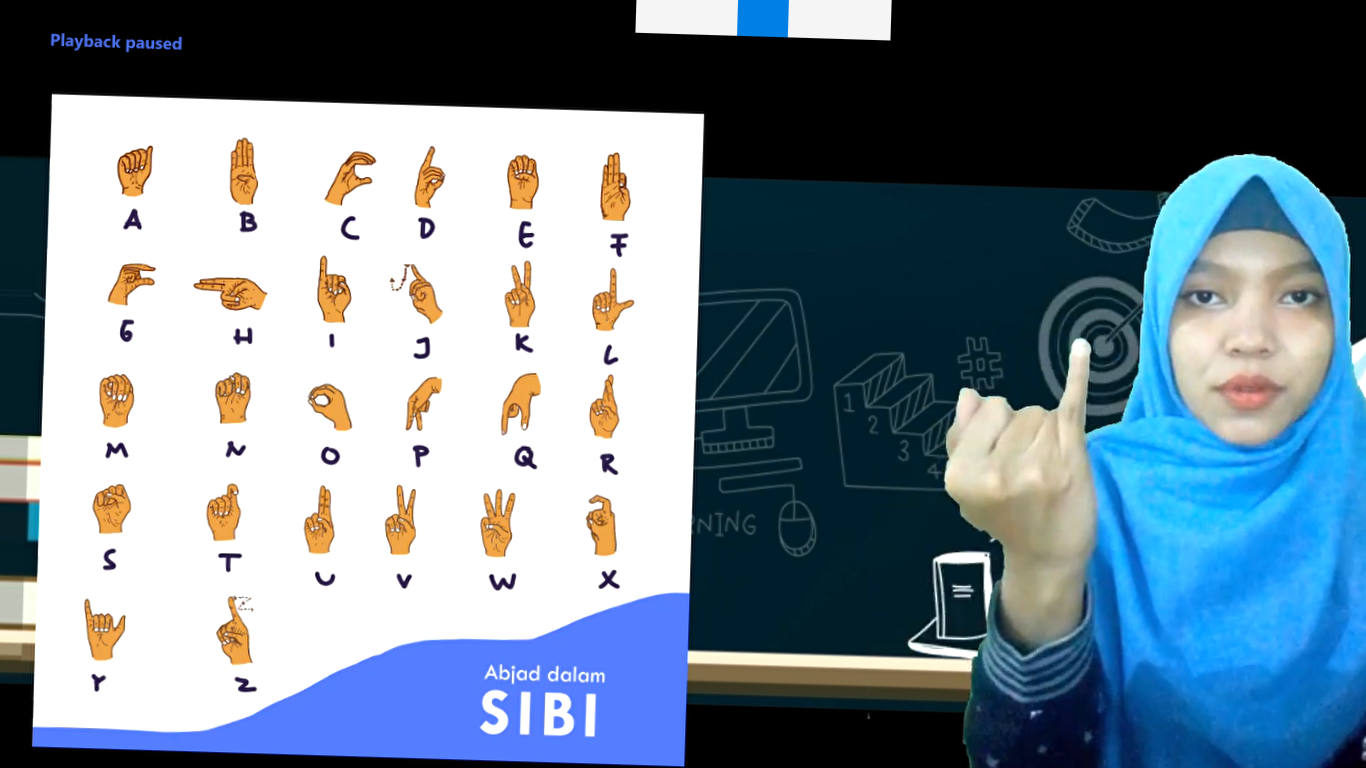 Playback paused
A B C D E F
G H I J K L
M N O P Q R
S T U V W X
Y Z
Abjad dalam
SIBI
1
2
3
4
#
NING